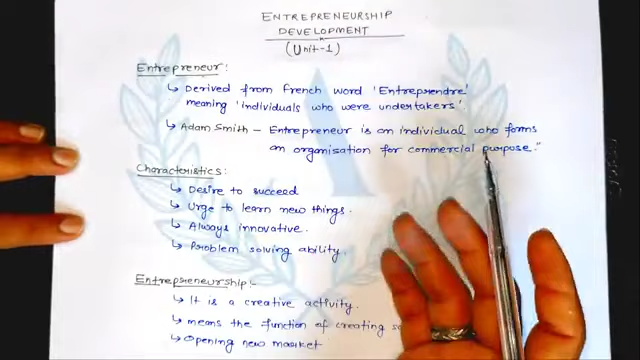 ENTREPRENEURSHIP
DEVELOPMENT
(Unit-1)
Entrepreneur:
↳ Derived from French word 'Entreprendre'
meaning 'individuals who were undertakers'.
↳ Adam Smith – Entrepreneur is an individual who forms
an organisation for commercial purpose."
Characteristics:
↳ Desire to succeed
↳ Urge to learn new things.
↳ Always innovative.
↳ Problem solving ability.
Entrepreneurship:-
↳ It is a creative activity.
↳ means the function of creating
↳ Opening new market